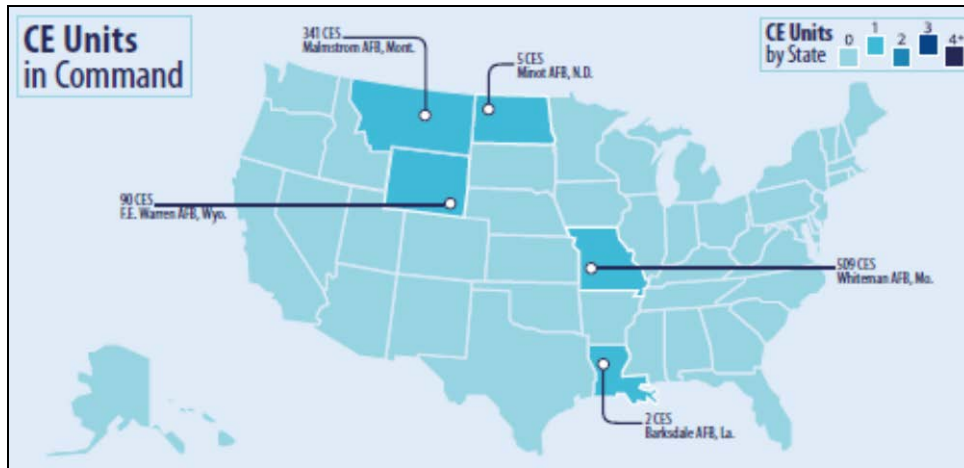 CE Units
in Command
341 CES
Malmstrom AFB, Mont.
5 CES
Minot AFB, N.D.
CE Units
by State
0 1 2 3 4+
90 CES
F.E. Warren AFB, Wyo.
509 CES
Whiteman AFB, Mo.
2 CES
Barksdale AFB, La.